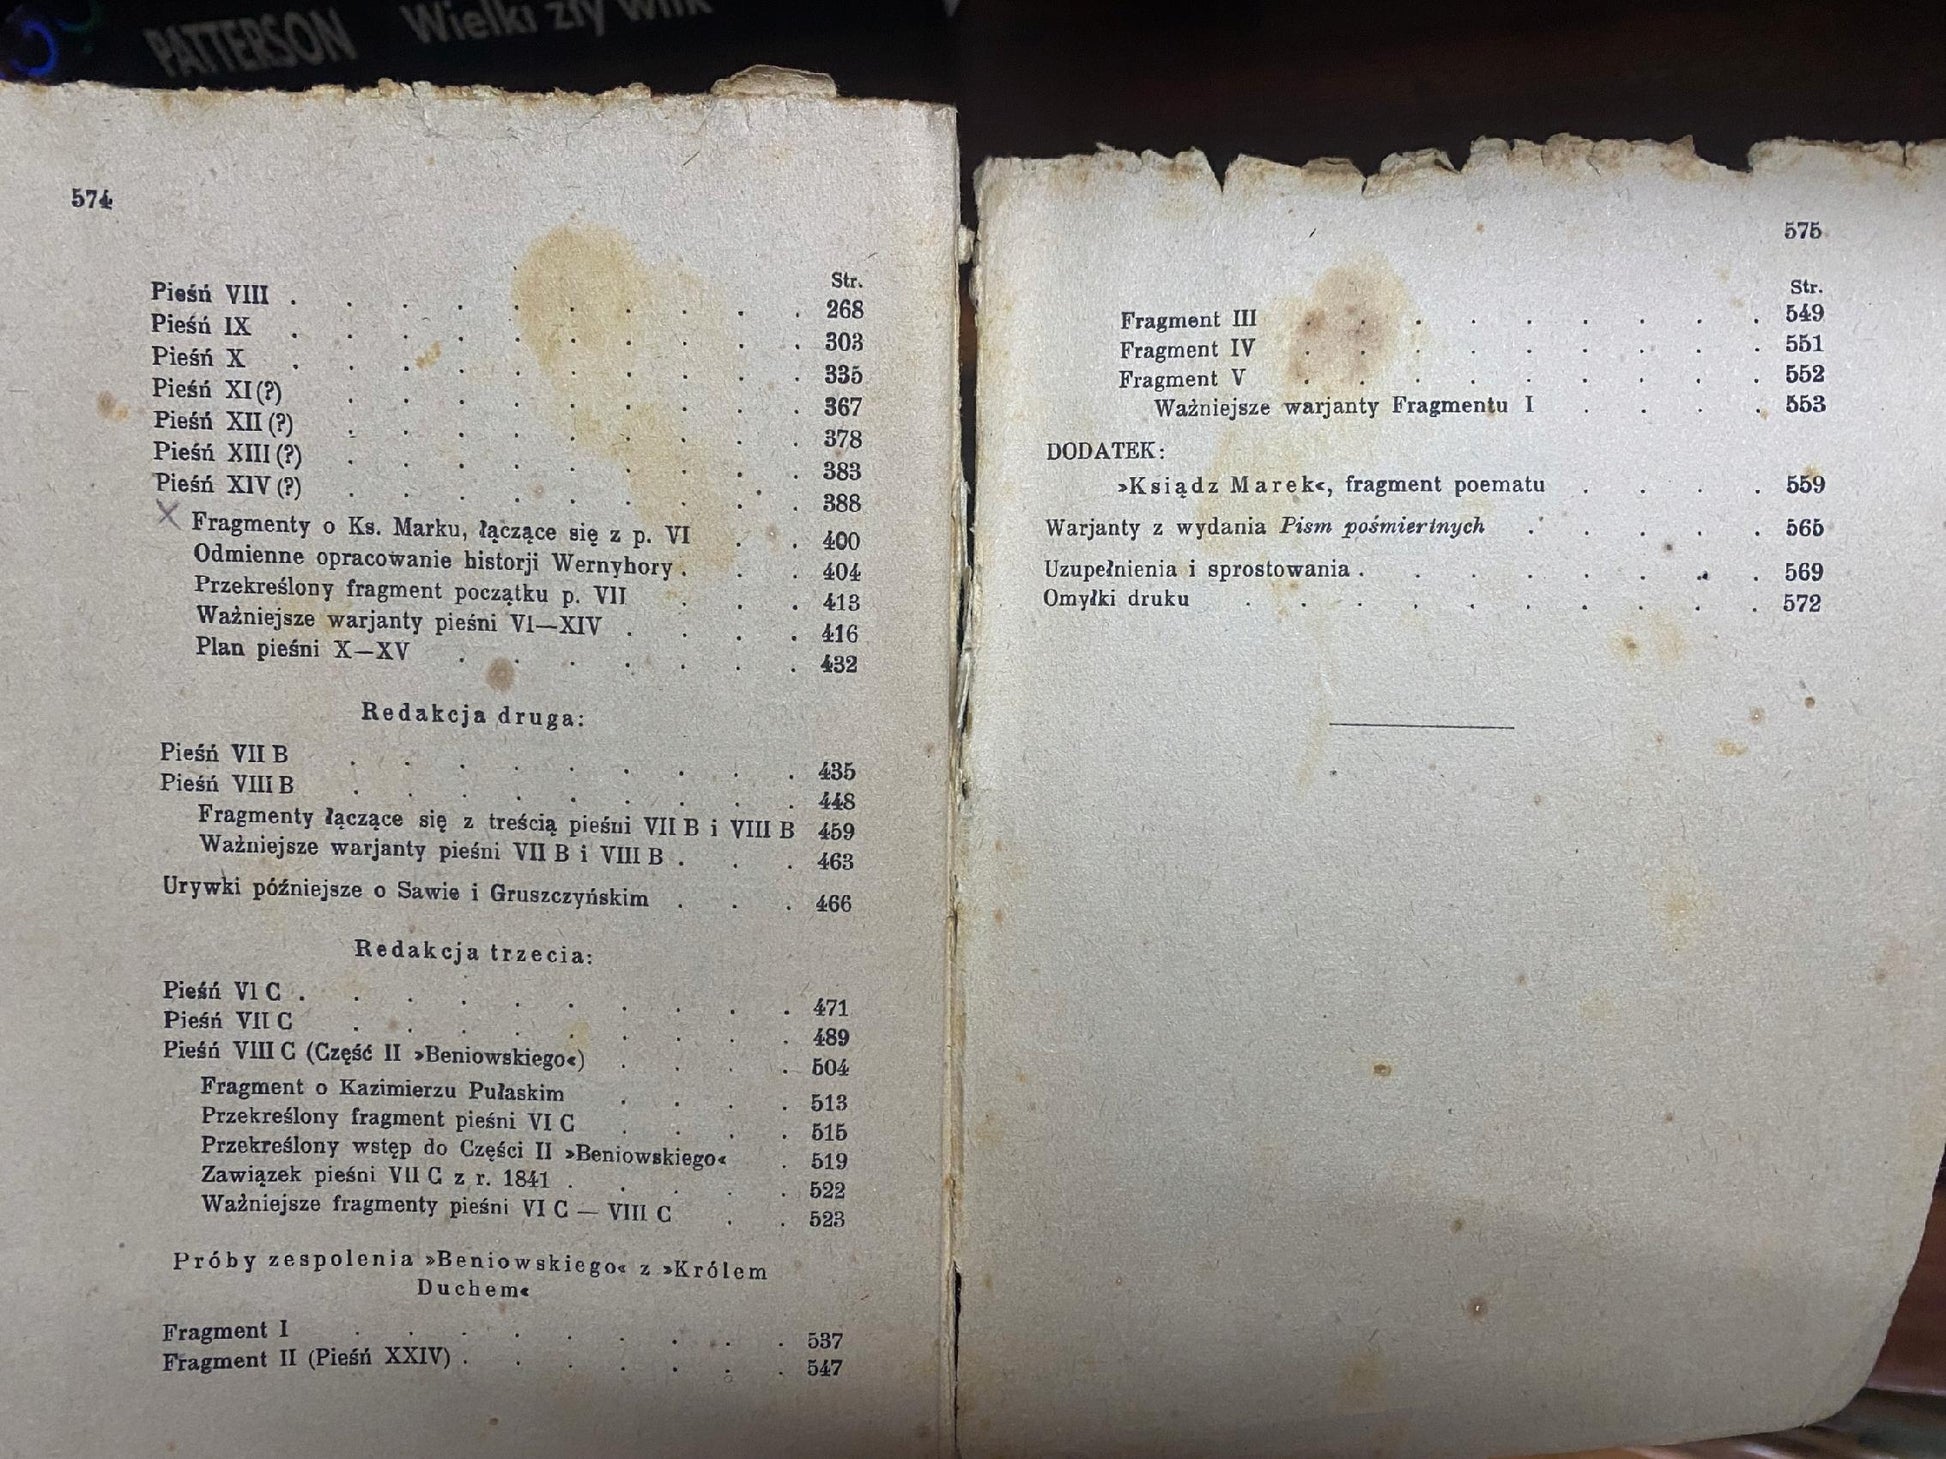 PATTERSON Wielki zły wilk
574
Str.
Pieśń VIII . . . . . . . . . . 268
Pieśń IX . . . . . . . . . . 303
Pieśń X . . . . . . . . . . 335
Pieśń XI (?) . . . . . . . . . 367
Pieśń XII (?) . . . . . . . . . 378
Pieśń XIII (?) . . . . . . . . . 383
Pieśń XIV (?) . . . . . . . . . 388
Fragmenty o Ks. Marku, łączące się z p. VI . . 400
Odmienne opracowanie historji Wernyhory . . . 404
Przekreślony fragment początku p. VII . . . 413
Ważniejsze warjanty pieśni VI—XIV . . . . 416
Plan pieśni X—XV . . . . . . . 432
Redakcja druga:
Pieśń VII B . . . . . . . . . 435
Pieśń VIII B . . . . . . . . . 448
Fragmenty łączące się z treścią pieśni VII B i VIII B 459
Ważniejsze warjanty pieśni VII B i VIII B . . . 463
Urywki późniejsze o Sawie i Gruszczyńskim . . . 466
Redakcja trzecia:
Pieśń VI C . . . . . . . . . . 471
Pieśń VII C . . . . . . . . . 489
Pieśń VIII C (Część II »Beniowskiego«) . . . . 504
Fragment o Kazimierzu Pułaskim . . . . 513
Przekreślony fragment pieśni VI C . . . . 515
Przekreślony wstęp do Części II »Beniowskiego« . 519
Zawiązek pieśni VII C z r. 1841 . . . . . 522
Ważniejsze fragmenty pieśni VI C — VIII C . . 523
Próby zespolenia »Beniowskiego« z »Królem
Duchem«
Fragment I . . . . . . . . . 537
Fragment II (Pieśń XXIV) . . . . . . . 547
575
Str.
Fragment III . . . . . . . . . 549
Fragment IV . . . . . . . . . 551
Fragment V . . . . . . . . . 552
Ważniejsze warjanty Fragmentu I . . . . 553
DODATEK:
»Ksiądz Marek«, fragment poematu . . . . 559
Warjanty z wydania Pism pośmiertnych . . . . . 565
Uzupełnienia i sprostowania . . . . . . . . 569
Omyłki druku . . . . . . . . . . 572